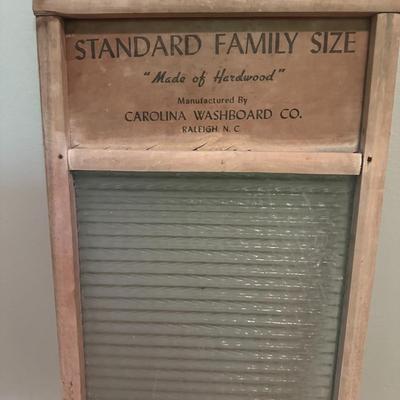 STANDARD FAMILY SIZE
"Made of Hardwood"
Manufactured By
CAROLINA WASHBOARD CO.
RALEIGH, N. C.